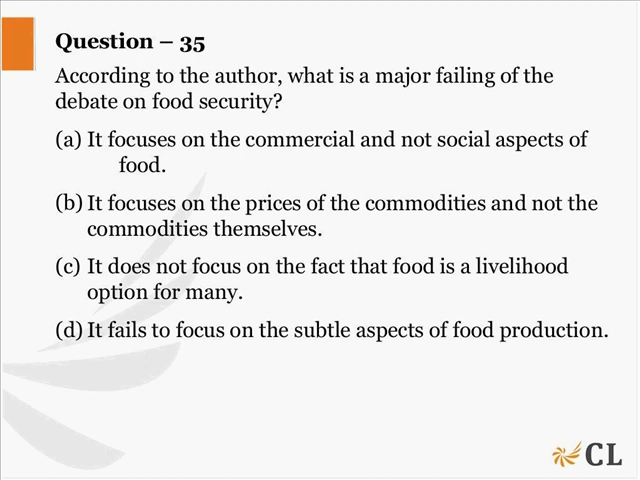 Question – 35
According to the author, what is a major failing of the
debate on food security?
(a) It focuses on the commercial and not social aspects of
food.
(b) It focuses on the prices of the commodities and not the
commodities themselves.
(c) It does not focus on the fact that food is a livelihood
option for many.
(d) It fails to focus on the subtle aspects of food production.
CL